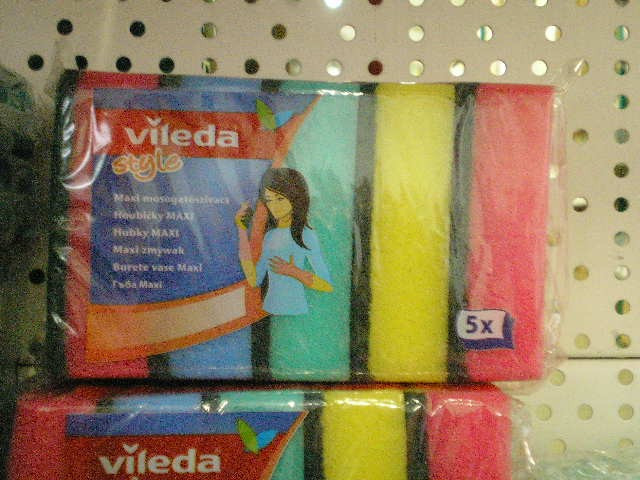 vileda
style
Maxi mosogatószivacs
Houbičky MAXI
Hubky MAXI
Maxi zmywak
Burete vase Maxi
Гъба Maxi
5x
vileda